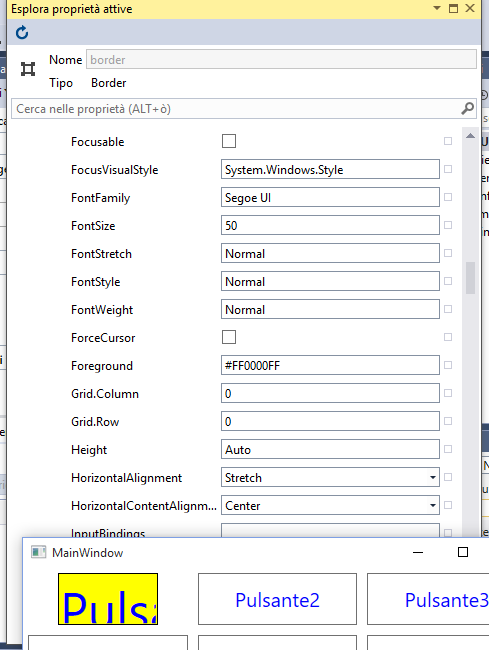 Esplora proprietà attive
Nome border
Tipo Border
Cerca nelle proprietà (ALT+ò)
Focusable
FocusVisualStyle System.Windows.Style
FontFamily Segoe UI
FontSize 50
FontStretch Normal
FontStyle Normal
FontWeight Normal
ForceCursor
Foreground #FF0000FF
Grid.Column 0
Grid.Row 0
Height Auto
HorizontalAlignment Stretch
HorizontalContentAlignm... Center
InputBindings
MainWindow
Pulsa Pulsante2 Pulsante3